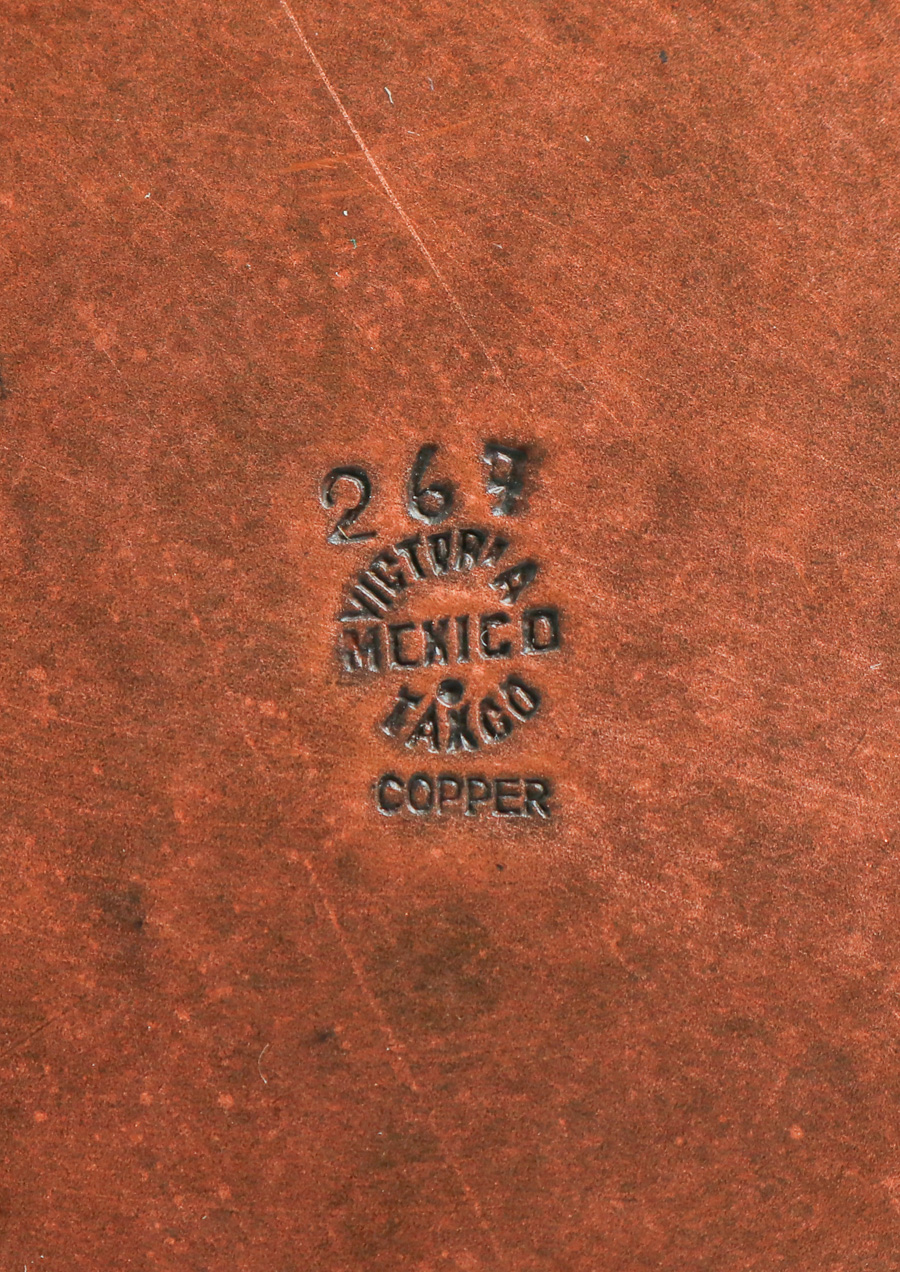 267
VICTORIA
MEXICO
TAXCO
COPPER